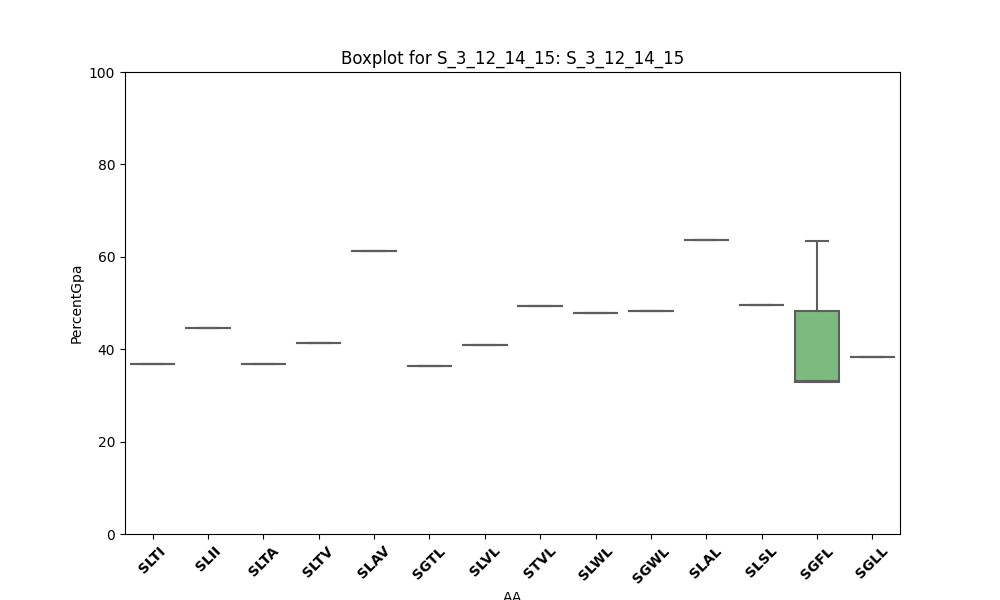 Boxplot for S_3_12_14_15: S_3_12_14_15
100
80
60
40
20
0
PercentGpa
SLTI
SLII
SLTA
SLTV
SLAV
SGTL
SLVL
STVL
SLWL
SGWL
SLAL
SLSL
SGFL
SGLL
AA